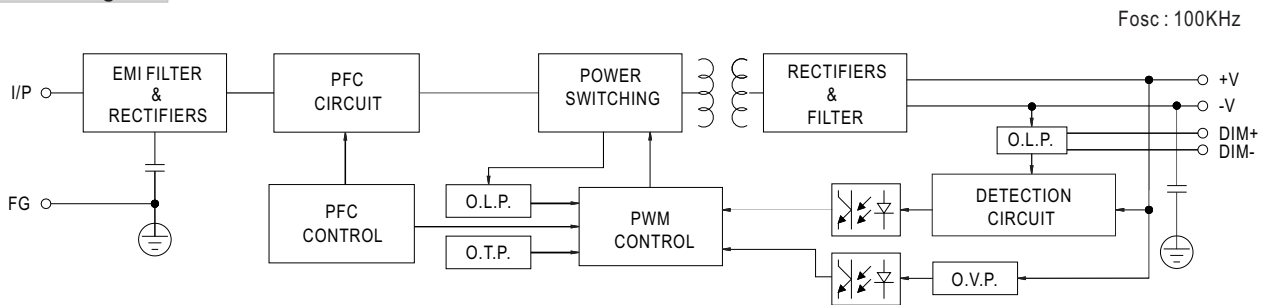 Fosc : 100KHz
I/P
EMI FILTER
&
RECTIFIERS
PFC
CIRCUIT
POWER
SWITCHING
RECTIFIERS
&
FILTER
+V
-V
DIM+
DIM-
O.L.P.
FG
PFC
CONTROL
O.L.P.
O.T.P.
PWM
CONTROL
DETECTION
CIRCUIT
O.V.P.